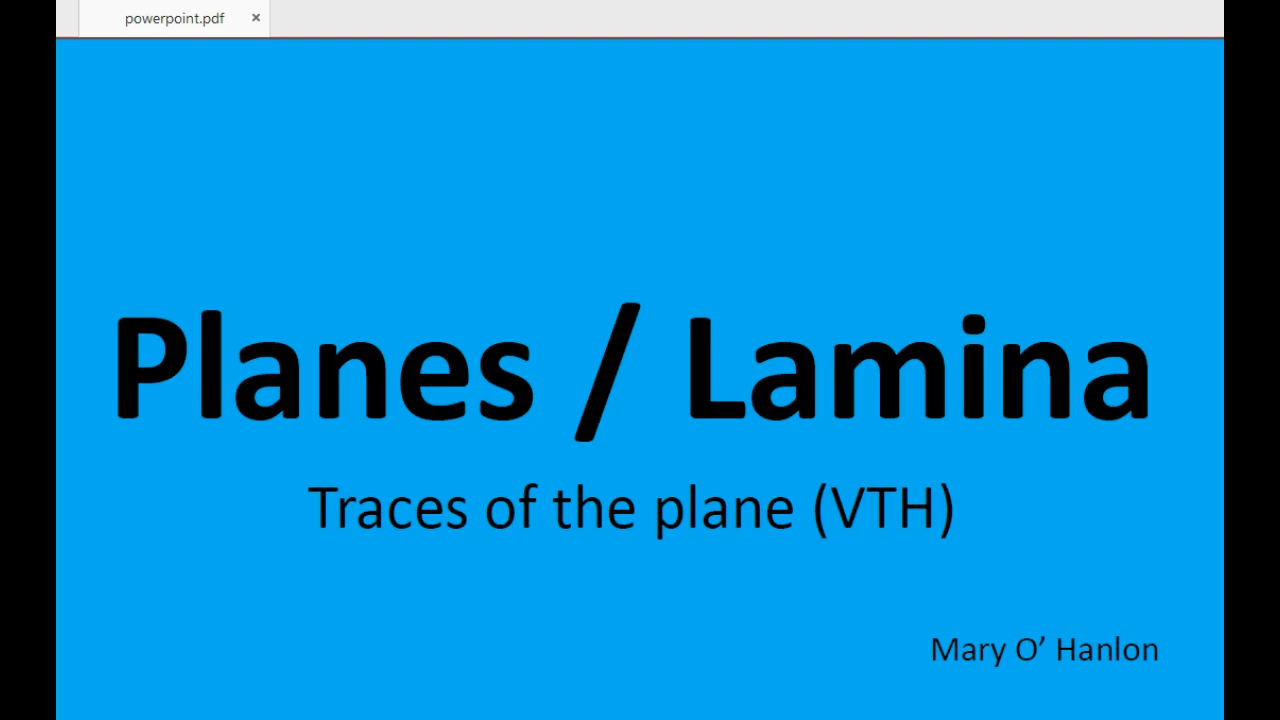 powerpoint.pdf ×
Planes / Lamina
Traces of the plane (VTH)
Mary O’ Hanlon